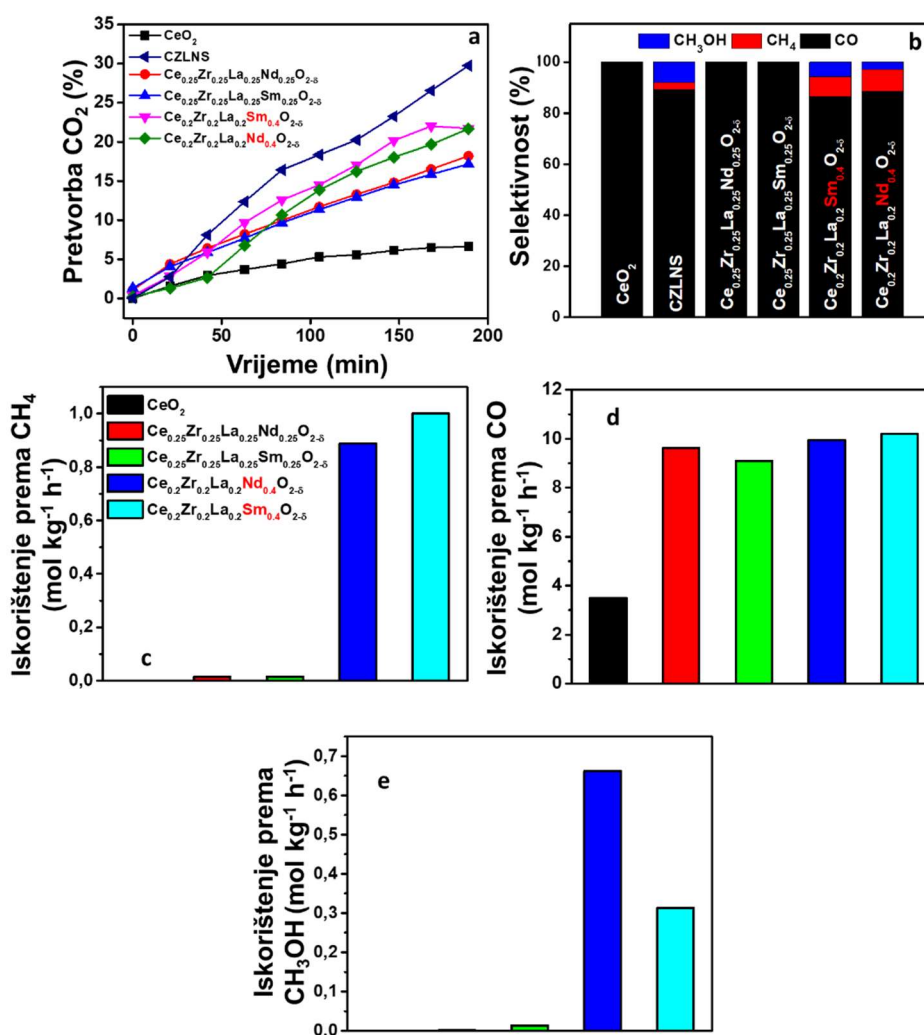 a
Pretvorba CO₂ (%)
35
30
25
20
15
10
5
0
CeO₂
CZLNS
Ce₀.₂₅Zr₀.₂₅La₀.₂₅Nd₀.₂₅O₂₋δ
Ce₀.₂₅Zr₀.₂₅La₀.₂₅Sm₀.₂₅O₂₋δ
Ce₀.₂Zr₀.₂La₀.₂Sm₀.₄O₂₋δ
Ce₀.₂Zr₀.₂La₀.₂Nd₀.₄O₂₋δ
0 50 100 150 200
Vrijeme (min)
b
CH₃OH CH₄ CO
Selektivnost (%)
100
80
60
40
20
0
CeO₂
CZLNS
Ce₀.₂₅Zr₀.₂₅La₀.₂₅Nd₀.₂₅O₂₋δ
Ce₀.₂₅Zr₀.₂₅La₀.₂₅Sm₀.₂₅O₂₋δ
Ce₀.₂Zr₀.₂La₀.₂Sm₀.₄O₂₋δ
Ce₀.₂Zr₀.₂La₀.₂Nd₀.₄O₂₋δ
Iskorištenje prema CH₄
(mol kg⁻¹ h⁻¹)
1,0
0,8
0,6
0,4
0,2
0,0
CeO₂
Ce₀.₂₅Zr₀.₂₅La₀.₂₅Nd₀.₂₅O₂₋δ
Ce₀.₂₅Zr₀.₂₅La₀.₂₅Sm₀.₂₅O₂₋δ
Ce₀.₂Zr₀.₂La₀.₂Nd₀.₄O₂₋δ
Ce₀.₂Zr₀.₂La₀.₂Sm₀.₄O₂₋δ
c
d
Iskorištenje prema CO
(mol kg⁻¹ h⁻¹)
12
10
8
6
4
2
0
e
Iskorištenje prema
CH₃OH (mol kg⁻¹ h⁻¹)
0,7
0,6
0,5
0,4
0,3
0,2
0,1
0,0